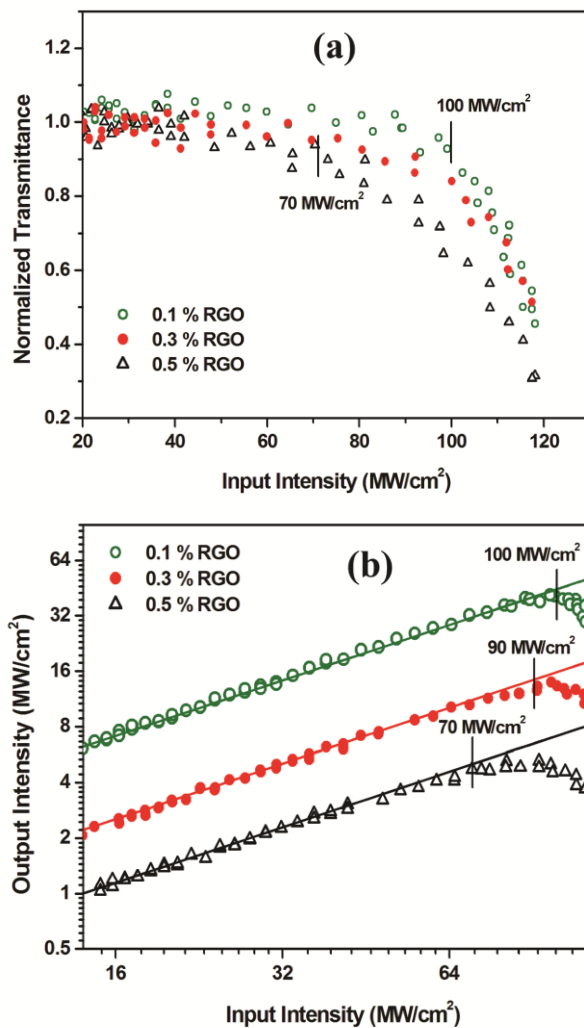 (a)
1.2
1.0
0.8
0.6
0.4
0.2
Normalized Transmittance
100 MW/cm²
70 MW/cm²
0.1 % RGO
0.3 % RGO
0.5 % RGO
20 40 60 80 100 120
Input Intensity (MW/cm²)
(b)
0.1 % RGO
0.3 % RGO
0.5 % RGO
100 MW/cm²
90 MW/cm²
70 MW/cm²
64
32
16
8
4
2
1
0.5
Output Intensity (MW/cm²)
16 32 64
Input Intensity (MW/cm²)